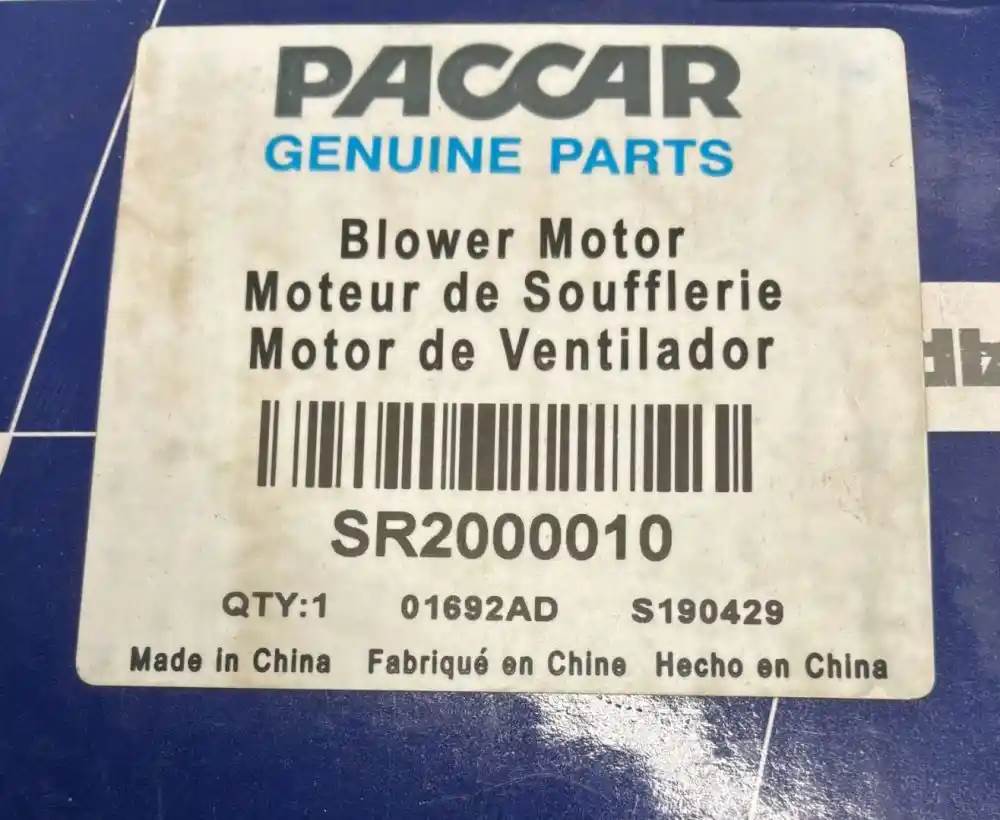 PACCAR
GENUINE PARTS
Blower Motor
Moteur de Soufflerie
Motor de Ventilador
SR2000010
QTY:1 01692AD S190429
Made in China Fabriqué en Chine Hecho en China